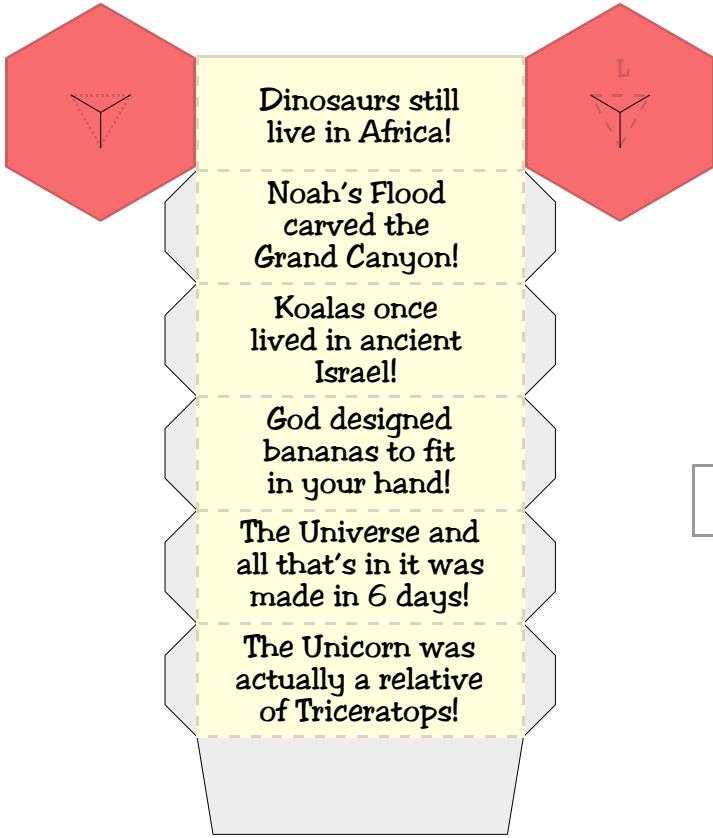 L
Dinosaurs still
live in Africa!
Noah's Flood
carved the
Grand Canyon!
Koalas once
lived in ancient
Israel!
God designed
bananas to fit
in your hand!
The Universe and
all that's in it was
made in 6 days!
The Unicorn was
actually a relative
of Triceratops!